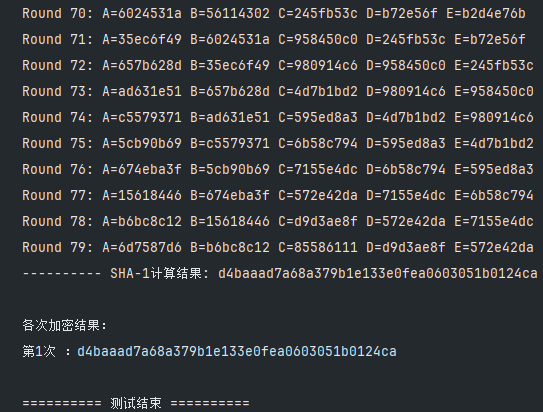 Round 70: A=6024531a B=56114302 C=245fb53c D=b72e56f E=b2d4e76b
Round 71: A=35ec6f49 B=6024531a C=958450c0 D=245fb53c E=b72e56f
Round 72: A=657b628d B=35ec6f49 C=980914c6 D=958450c0 E=245fb53c
Round 73: A=ad631e51 B=657b628d C=4d7b1bd2 D=980914c6 E=958450c0
Round 74: A=c5579371 B=ad631e51 C=595ed8a3 D=4d7b1bd2 E=980914c6
Round 75: A=5cb90b69 B=c5579371 C=6b58c794 D=595ed8a3 E=4d7b1bd2
Round 76: A=674eba3f B=5cb90b69 C=7155e4dc D=6b58c794 E=595ed8a3
Round 77: A=15618446 B=674eba3f C=572e42da D=7155e4dc E=6b58c794
Round 78: A=b6bc8c12 B=15618446 C=d9d3ae8f D=572e42da E=7155e4dc
Round 79: A=6d7587d6 B=b6bc8c12 C=85586111 D=d9d3ae8f E=572e42da
---------- SHA-1计算结果: d4baaad7a68a379b1e133e0fea0603051b0124ca
各次加密结果:
第1次 : d4baaad7a68a379b1e133e0fea0603051b0124ca
========== 测试结束 ==========